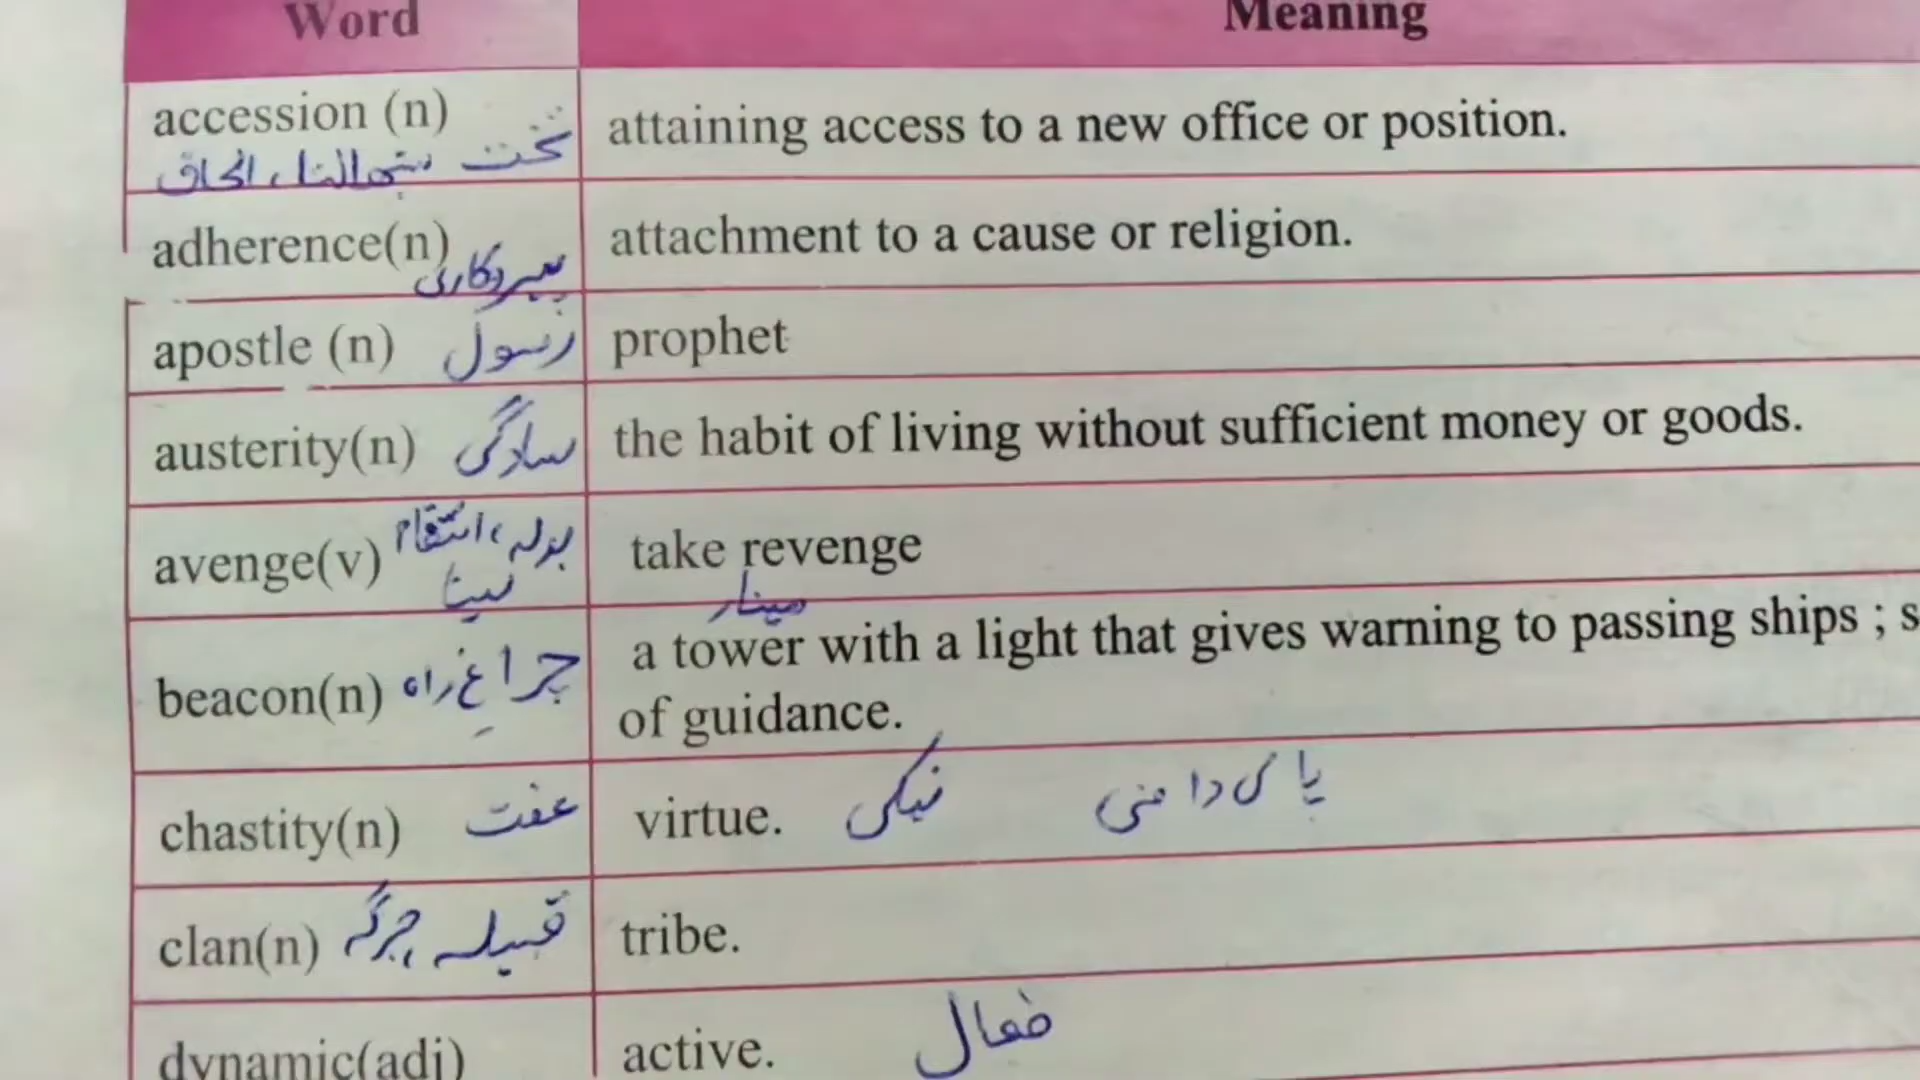 Word Meaning
accession (n) attaining access to a new office or position.
تخت سنبھالنا، الحاق
adherence(n) attachment to a cause or religion.
پیروکاری
apostle (n) رسول prophet
austerity(n) سادگی the habit of living without sufficient money or goods.
avenge(v) بدلہ، انتقام take revenge
لینا
مینار
beacon(n) چراغِ راہ a tower with a light that gives warning to passing ships ; s
of guidance.
chastity(n) عفت virtue. نیکی پاک دامنی
clan(n) قبیلہ، جرگہ tribe.
dynamic(adj) active. فعال